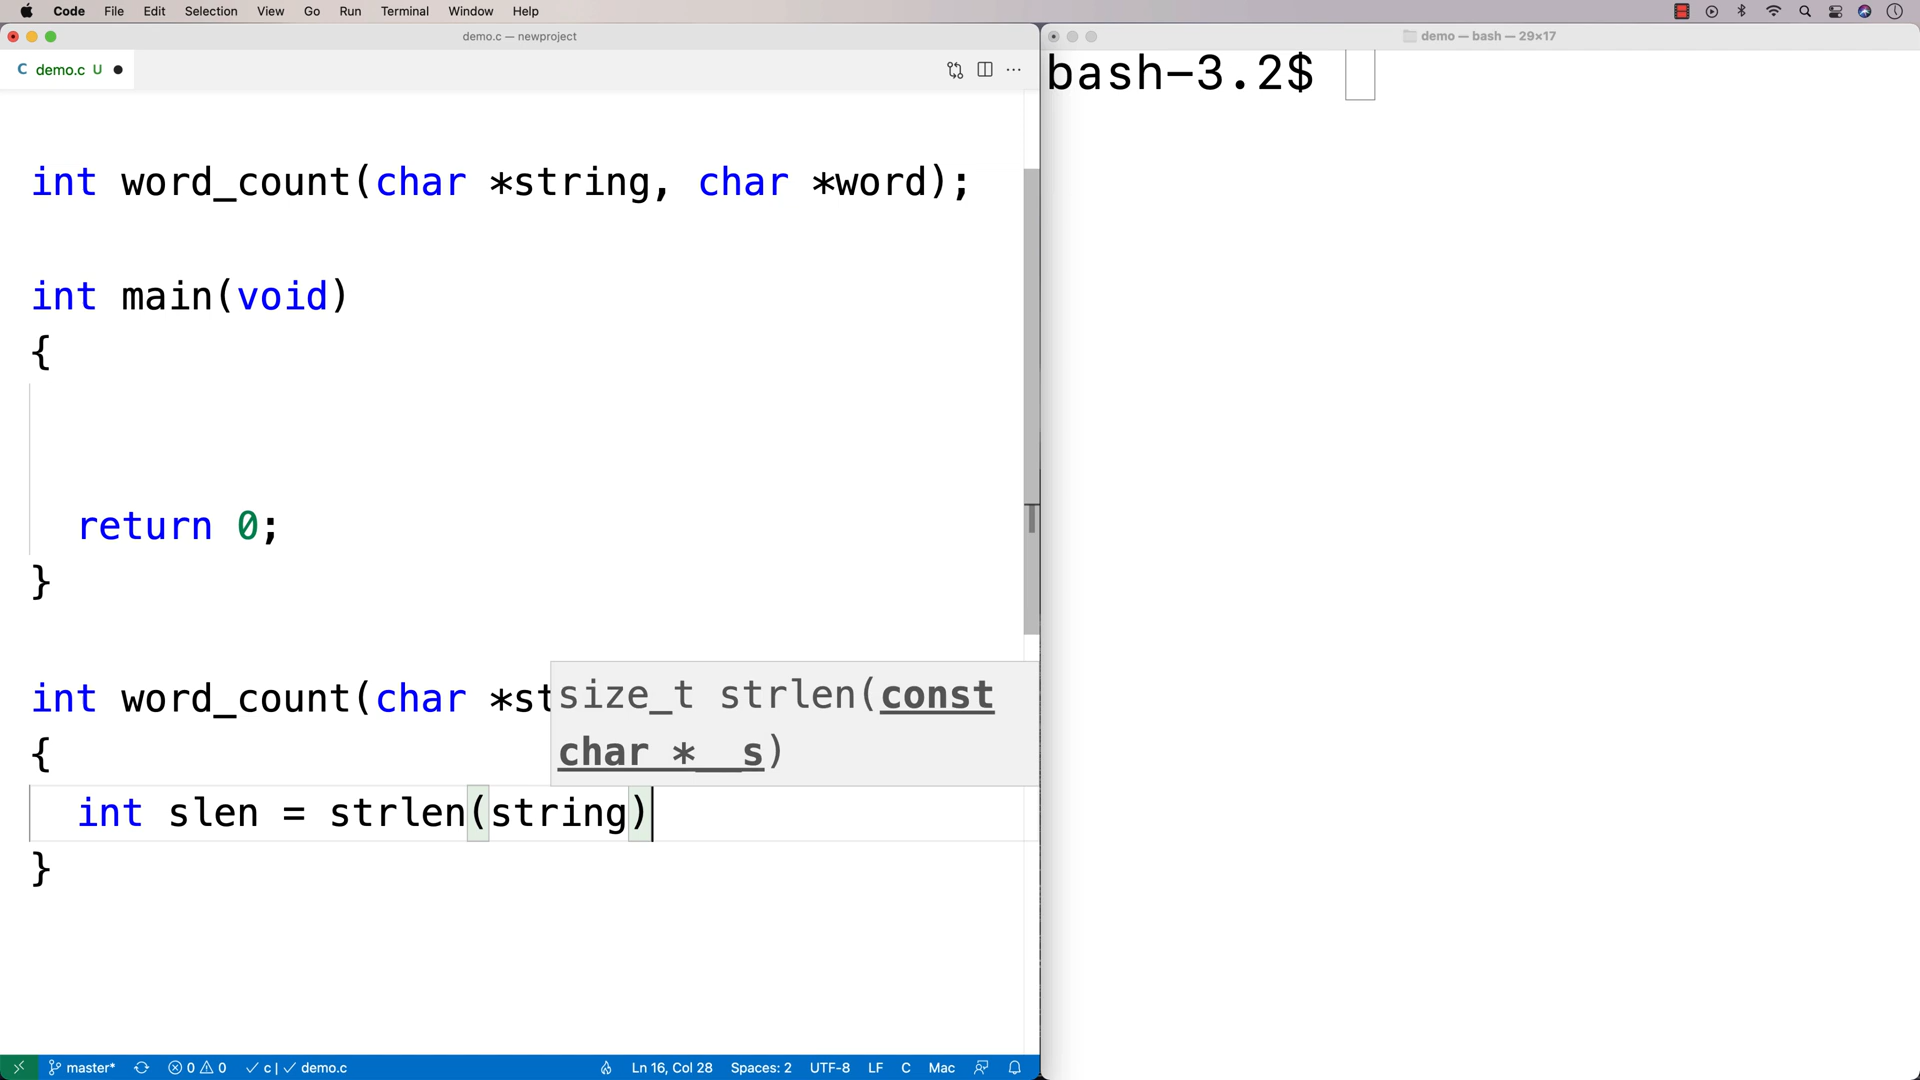 Code File Edit Selection View Go Run Terminal Window Help
demo.c — newproject
demo — bash — 29×17
C demo.c U
bash-3.2$
int word_count(char *string, char *word);
int main(void)
{
return 0;
}
int word_count(char *st
size_t strlen(const
char *__s)
{
int slen = strlen(string)
}
master* 0 0 c | demo.c Ln 16, Col 28 Spaces: 2 UTF-8 LF C Mac